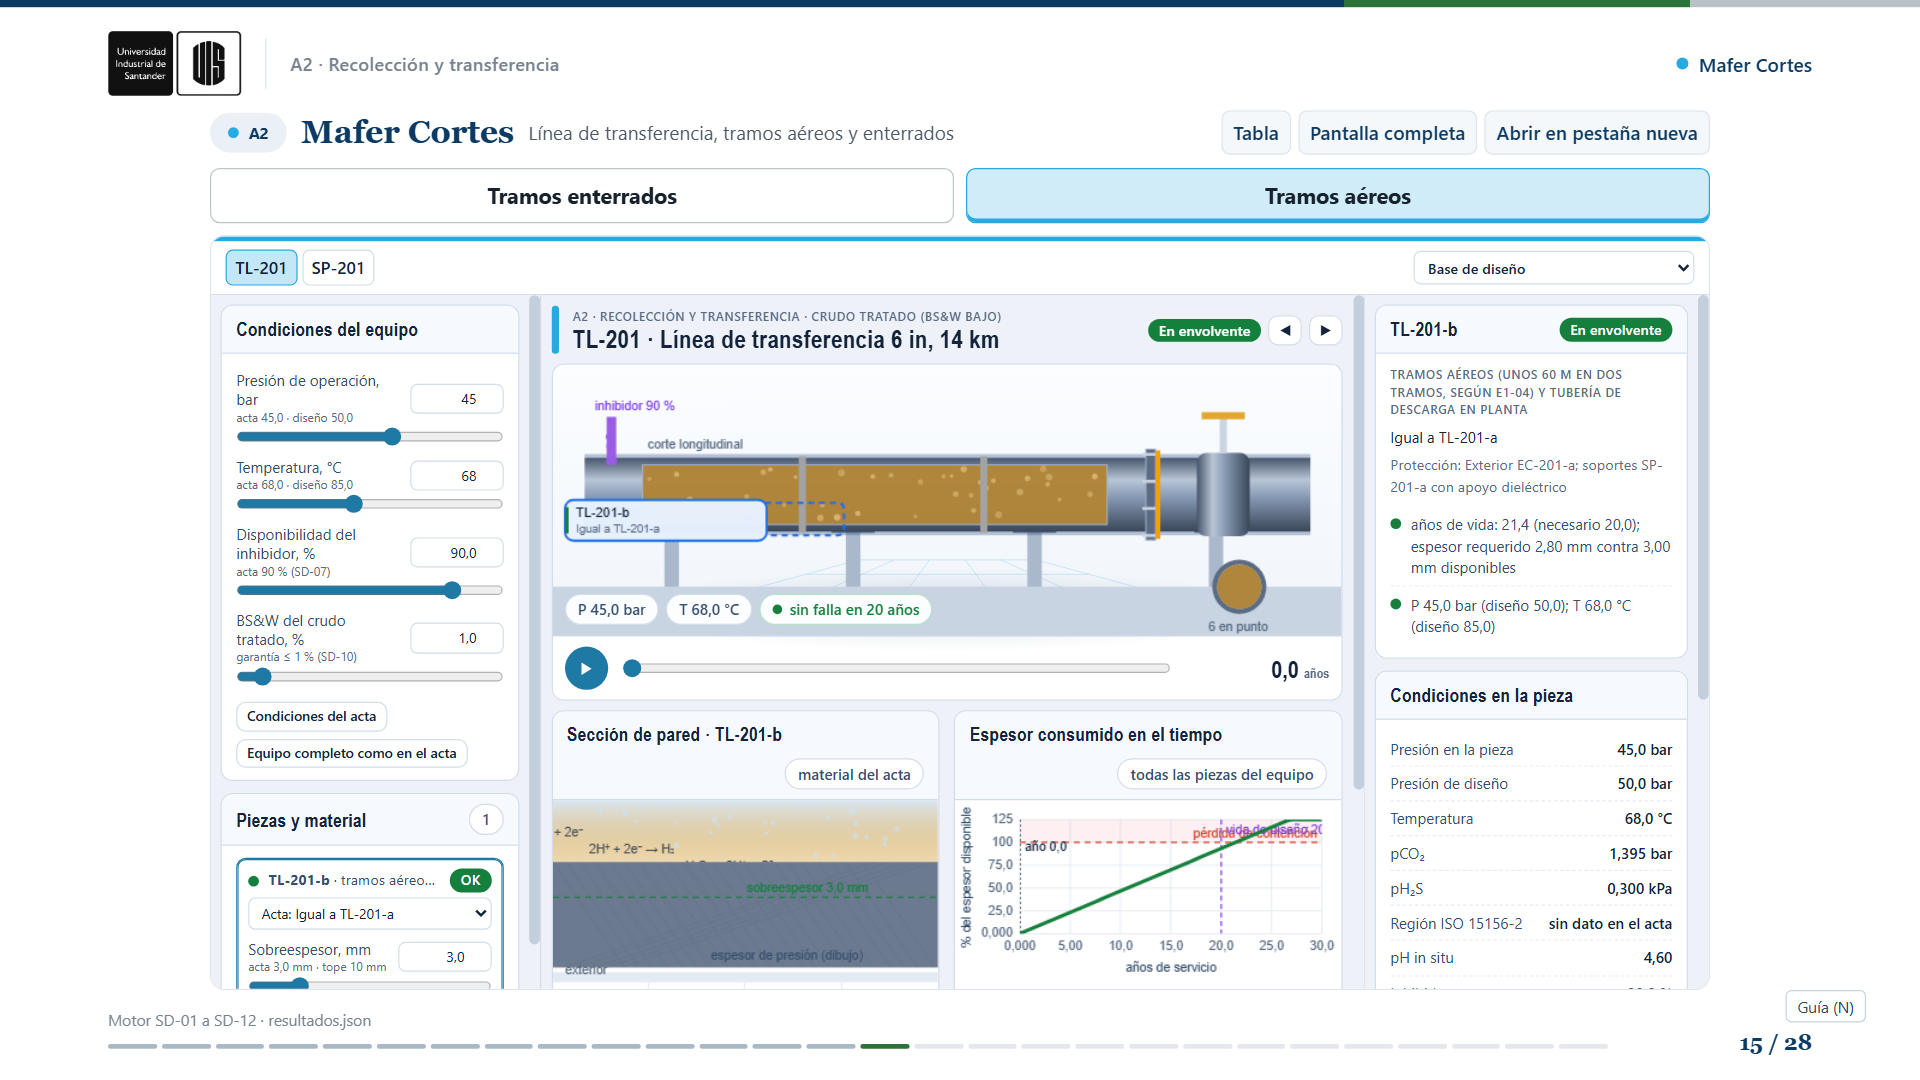 Universidad
Industrial de
Santander
UIS
A2 · Recolección y transferencia
Mafer Cortes
A2
Mafer Cortes
Línea de transferencia, tramos aéreos y enterrados
Tabla
Pantalla completa
Abrir en pestaña nueva
Tramos enterrados
Tramos aéreos
TL-201
SP-201
Base de diseño
Condiciones del equipo
Presión de operación,
bar
45
acta 45,0 · diseño 50,0
Temperatura, °C
68
acta 68,0 · diseño 85,0
Disponibilidad del
inhibidor, %
90,0
acta 90 % (SD-07)
BS&W del crudo
tratado, %
1,0
garantía ≤ 1 % (SD-10)
Condiciones del acta
Equipo completo como en el acta
Piezas y material
1
TL-201-b · tramos aéreo...
OK
Acta: Igual a TL-201-a
Sobreespesor, mm
3,0
acta 3,0 mm · tope 10 mm
A2 · RECOLECCIÓN Y TRANSFERENCIA · CRUDO TRATADO (BS&W BAJO)
TL-201 · Línea de transferencia 6 in, 14 km
En envolvente
inhibidor 90 %
corte longitudinal
TL-201-b
Igual a TL-201-a
P 45,0 bar
T 68,0 °C
sin falla en 20 años
6 en punto
0,0 años
Sección de pared · TL-201-b
material del acta
+ 2e⁻
2H⁺ + 2e⁻ → H₂
sobreespesor 3,0 mm
espesor de presión (dibujo)
exterior
Espesor consumido en el tiempo
todas las piezas del equipo
% del espesor disponible
125
100
75,0
50,0
25,0
0,000
año 0,0
vida de diseño 20
pérdida de contención
0,000
5,00
10,0
15,0
20,0
25,0
30,0
años de servicio
TL-201-b
En envolvente
TRAMOS AÉREOS (UNOS 60 M EN DOS
TRAMOS, SEGÚN E1-04) Y TUBERÍA DE
DESCARGA EN PLANTA
Igual a TL-201-a
Protección: Exterior EC-201-a; soportes SP-
201-a con apoyo dieléctrico
años de vida: 21,4 (necesario 20,0);
espesor requerido 2,80 mm contra 3,00
mm disponibles
P 45,0 bar (diseño 50,0); T 68,0 °C
(diseño 85,0)
Condiciones en la pieza
Presión en la pieza 45,0 bar
Presión de diseño 50,0 bar
Temperatura 68,0 °C
pCO₂ 1,395 bar
pH₂S 0,300 kPa
Región ISO 15156-2 sin dato en el acta
pH in situ 4,60
Motor SD-01 a SD-12 · resultados.json
Guía (N)
15 / 28